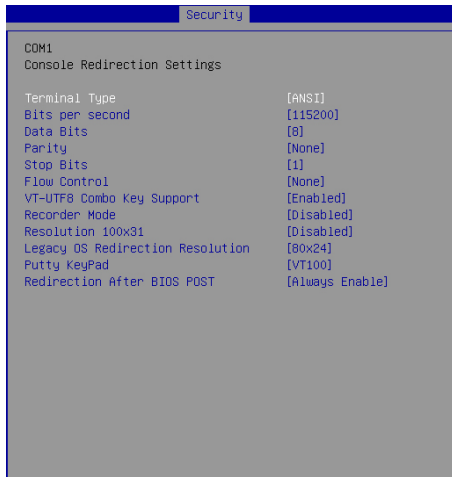 Security
COM1
Console Redirection Settings
Terminal Type [ANSI]
Bits per second [115200]
Data Bits [8]
Parity [None]
Stop Bits [1]
Flow Control [None]
VT-UTF8 Combo Key Support [Enabled]
Recorder Mode [Disabled]
Resolution 100x31 [Disabled]
Legacy OS Redirection Resolution [80x24]
Putty KeyPad [VT100]
Redirection After BIOS POST [Always Enable]